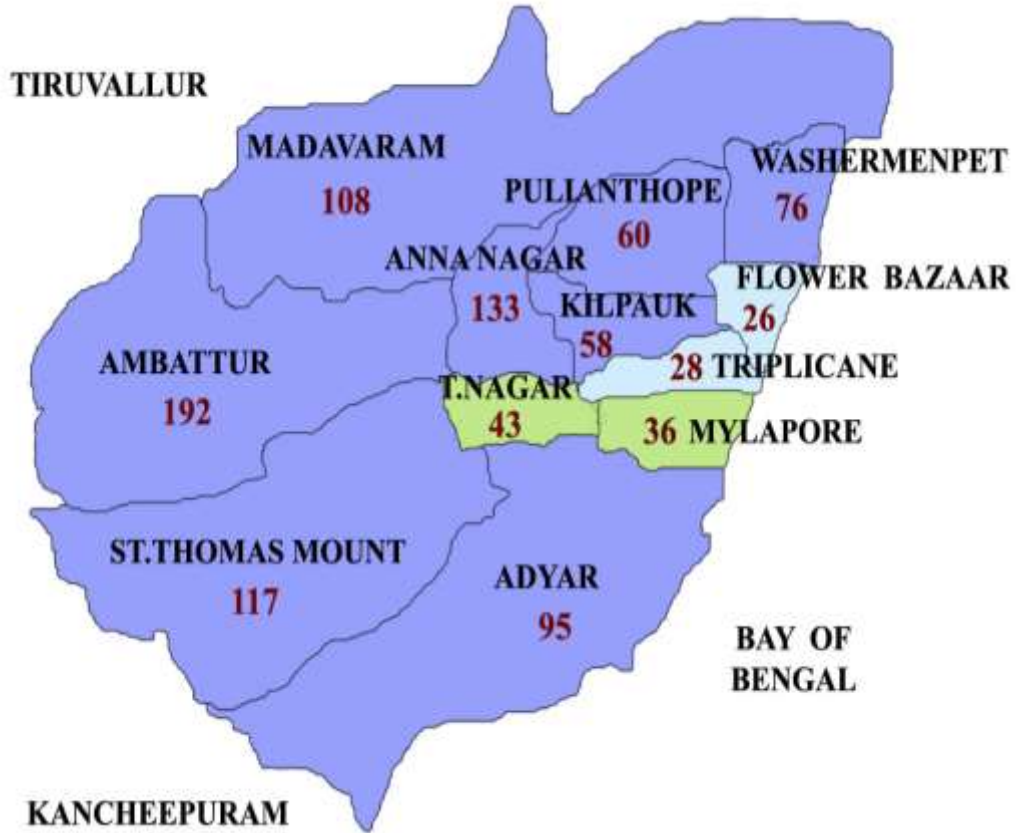 TIRUVALLUR
MADAVARAM
108
WASHERMENPET
76
PULIANTHOPE
60
ANNA NAGAR
133
FLOWER BAZAAR
26
KILPAUK
58
AMBATTUR
192
28 TRIPLICANE
T.NAGAR
43
36 MYLAPORE
ST.THOMAS MOUNT
117
ADYAR
95
BAY OF
BENGAL
KANCHEEPURAM